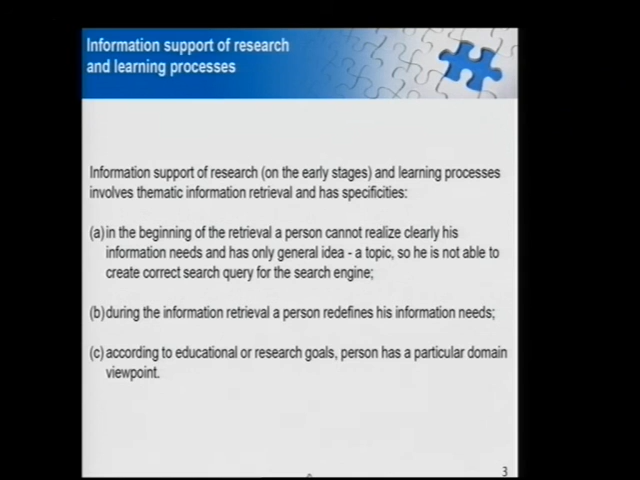 Information support of research
and learning processes
Information support of research (on the early stages) and learning processes
involves thematic information retrieval and has specificities:
(a) in the beginning of the retrieval a person cannot realize clearly his
information needs and has only general idea - a topic, so he is not able to
create correct search query for the search engine;
(b) during the information retrieval a person redefines his information needs;
(c) according to educational or research goals, person has a particular domain
viewpoint.
3